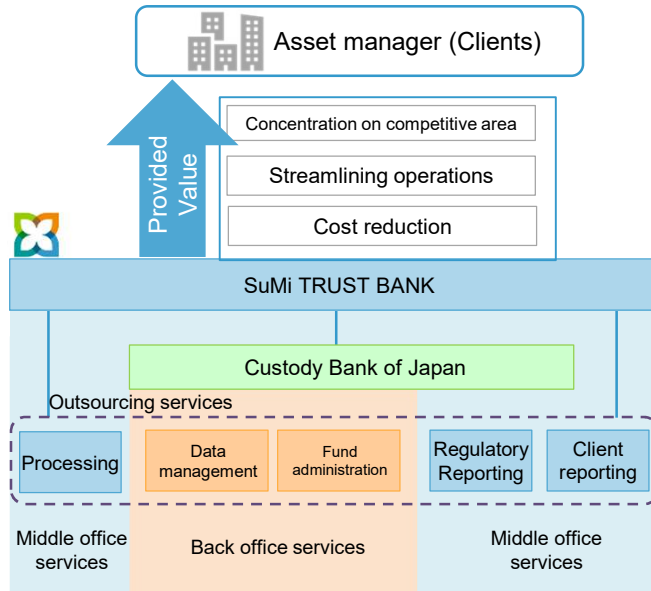 Asset manager (Clients)
Provided
Value
Concentration on competitive area
Streamlining operations
Cost reduction
SuMi TRUST BANK
Custody Bank of Japan
Outsourcing services
Processing
Data
management
Fund
administration
Regulatory
Reporting
Client
reporting
Middle office
services
Back office services
Middle office
services